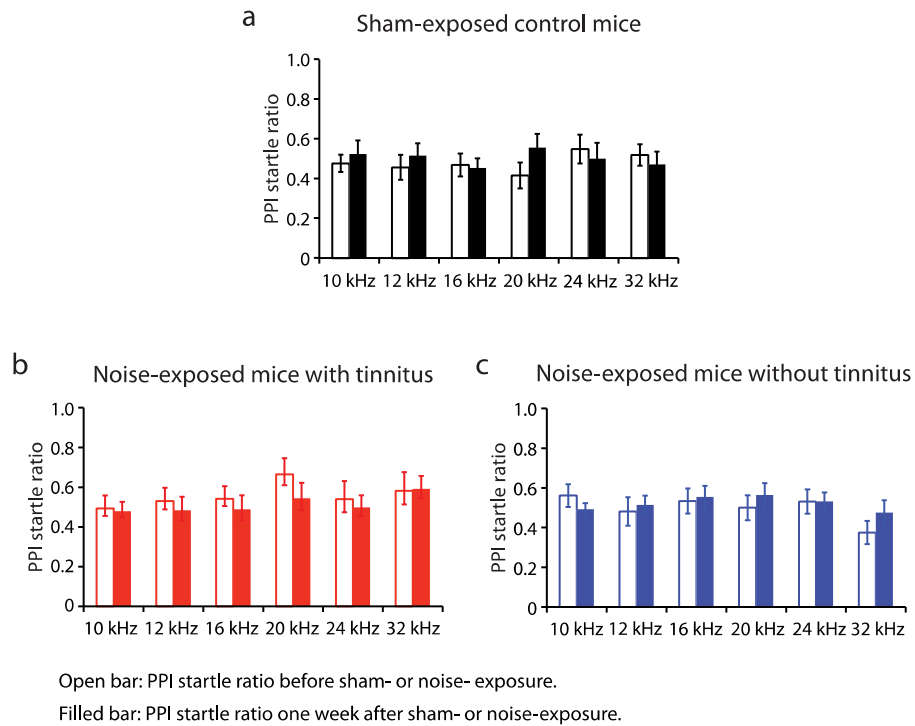 a
Sham-exposed control mice
PPI startle ratio
1.0
0.8
0.6
0.4
0.2
0
10 kHz 12 kHz 16 kHz 20 kHz 24 kHz 32 kHz
b
Noise-exposed mice with tinnitus
PPI startle ratio
1.0
0.8
0.6
0.4
0.2
0
10 kHz 12 kHz 16 kHz 20 kHz 24 kHz 32 kHz
c
Noise-exposed mice without tinnitus
PPI startle ratio
1.0
0.8
0.6
0.4
0.2
0
10 kHz 12 kHz 16 kHz 20 kHz 24 kHz 32 kHz
Open bar: PPI startle ratio before sham- or noise- exposure.
Filled bar: PPI startle ratio one week after sham- or noise-exposure.